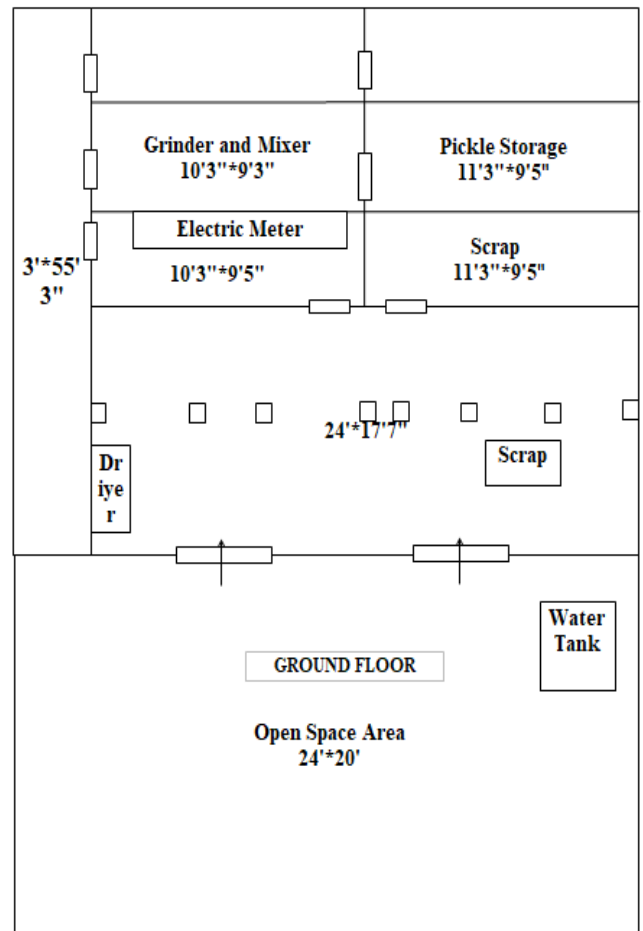 Grinder and Mixer
10'3"*9'3"
Pickle Storage
11'3"*9'5"
Electric Meter
10'3"*9'5"
Scrap
11'3"*9'5"
3'*55'
3"
24'*17'7"
Dr
iye
r
Scrap
Water
Tank
GROUND FLOOR
Open Space Area
24'*20'